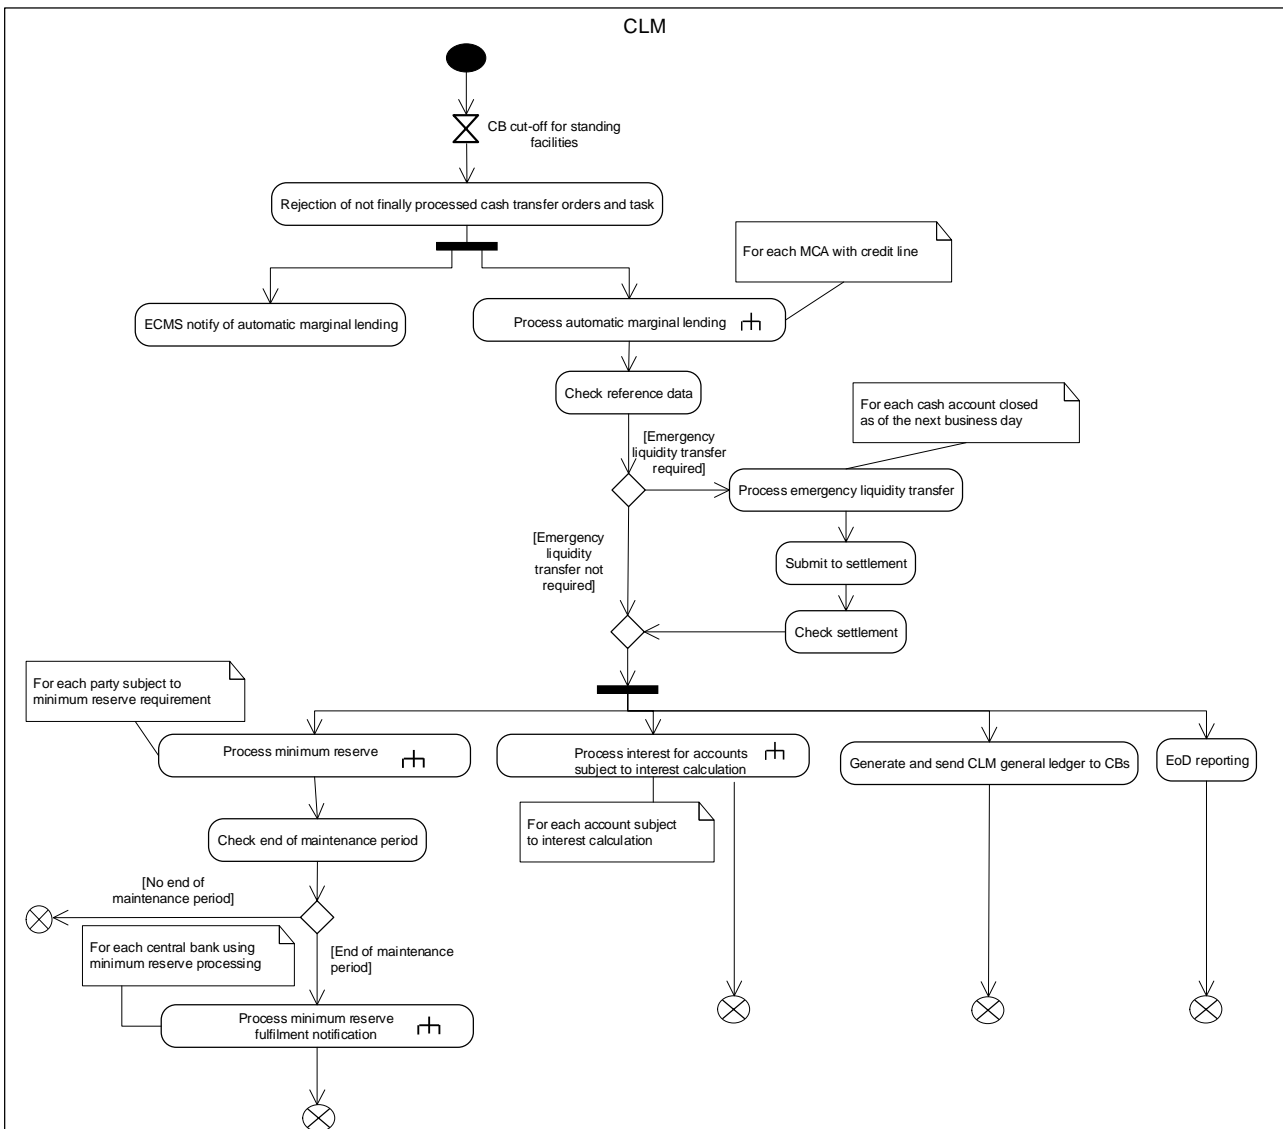 CLM
CB cut-off for standing
facilities
Rejection of not finally processed cash transfer orders and task
For each MCA with credit line
ECMS notify of automatic marginal lending
Process automatic marginal lending
Check reference data
For each cash account closed
as of the next business day
[Emergency
liquidity transfer
required]
Process emergency liquidity transfer
[Emergency
liquidity
transfer not
required]
Submit to settlement
Check settlement
For each party subject to
minimum reserve requirement
Process minimum reserve
Process interest for accounts
subject to interest calculation
Generate and send CLM general ledger to CBs
EoD reporting
For each account subject
to interest calculation
Check end of maintenance period
[No end of
maintenance period]
For each central bank using
minimum reserve processing
[End of maintenance
period]
Process minimum reserve
fulfilment notification